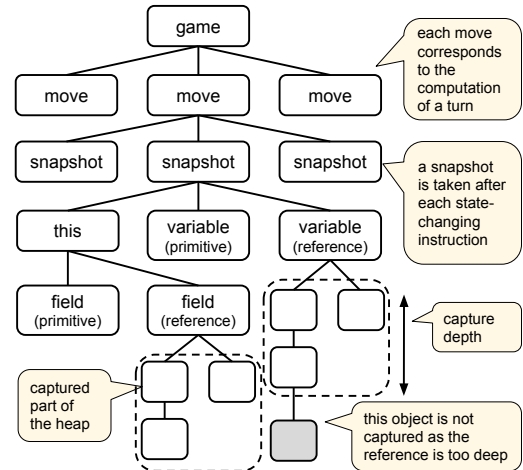 game
each move
corresponds
to the
computation
of a turn
move
move
move
snapshot
snapshot
snapshot
a snapshot
is taken after
each state-
changing
instruction
this
variable
(primitive)
variable
(reference)
field
(primitive)
field
(reference)
capture
depth
captured
part of
the heap
this object is not
captured as the
reference is too deep